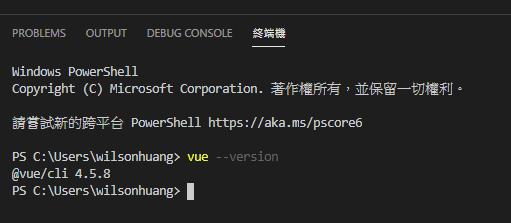 PROBLEMS OUTPUT DEBUG CONSOLE 終端機
Windows PowerShell
Copyright (C) Microsoft Corporation. 著作權所有，並保留一切權利。
請嘗試新的跨平台 PowerShell https://aka.ms/pscore6
PS C:\Users\wilsonhuang> vue --version
@vue/cli 4.5.8
PS C:\Users\wilsonhuang>